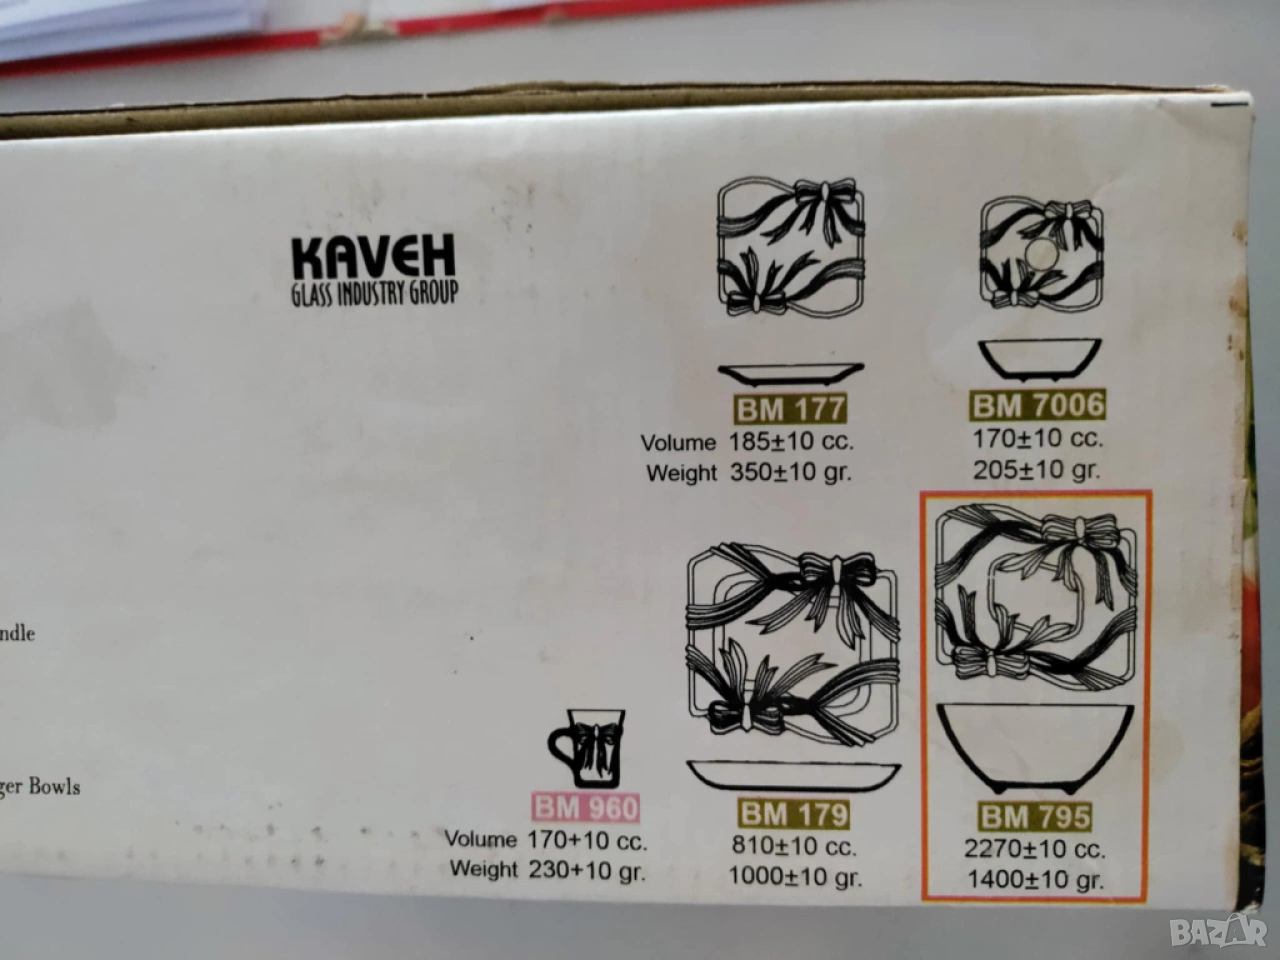 KAVEH
GLASS INDUSTRY GROUP
BM 177
BM 7006
Volume 185±10 cc.
170±10 cc.
Weight 350±10 gr.
205±10 gr.
ndle
ger Bowls
BM 960
BM 179
BM 795
Volume 170+10 cc.
810±10 cc.
2270±10 cc.
Weight 230+10 gr.
1000±10 gr.
1400±10 gr.
BAZAR